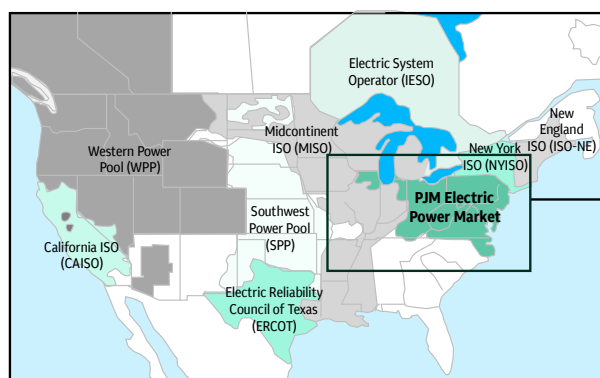 Electric System
Operator (IESO)
New
England
ISO (ISO-NE)
Midcontinent
ISO (MISO)
New York
ISO (NYISO)
Western Power
Pool (WPP)
PJM Electric
Power Market
Southwest
Power Pool
(SPP)
California ISO
(CAISO)
Electric Reliability
Council of Texas
(ERCOT)